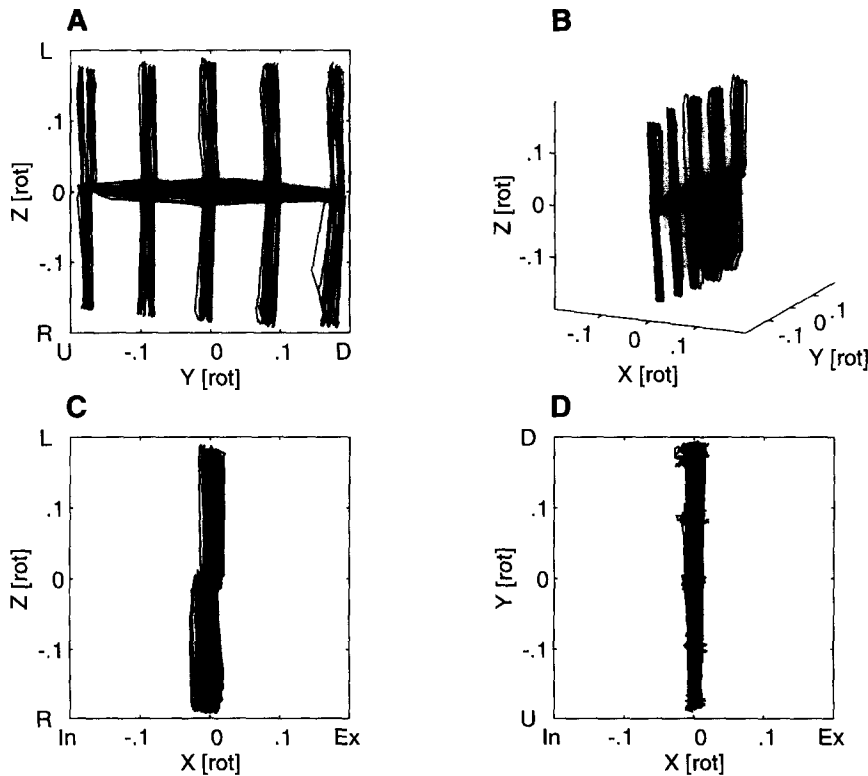 A
L
.1
0
-.1
R
Z [rot]
U -.1 0 .1 D
Y [rot]
B
.1
0
-.1
Z [rot]
-.1 0 .1
X [rot]
-.1 0 .1
Y [rot]
C
L
.1
0
-.1
R
Z [rot]
In -.1 0 .1 Ex
X [rot]
D
D
.1
0
-.1
U
Y [rot]
In -.1 0 .1 Ex
X [rot]